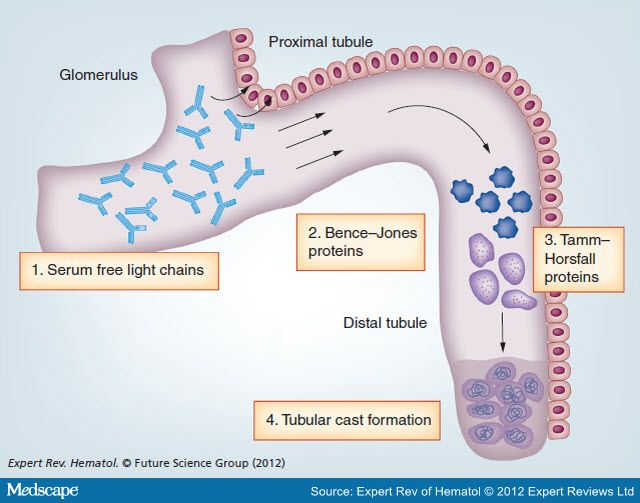 Proximal tubule
Glomerulus
2. Bence–Jones
proteins
3. Tamm–
Horsfall
proteins
1. Serum free light chains
Distal tubule
4. Tubular cast formation
Expert Rev. Hematol. © Future Science Group (2012)
Medscape
Source: Expert Rev of Hematol © 2012 Expert Reviews Ltd